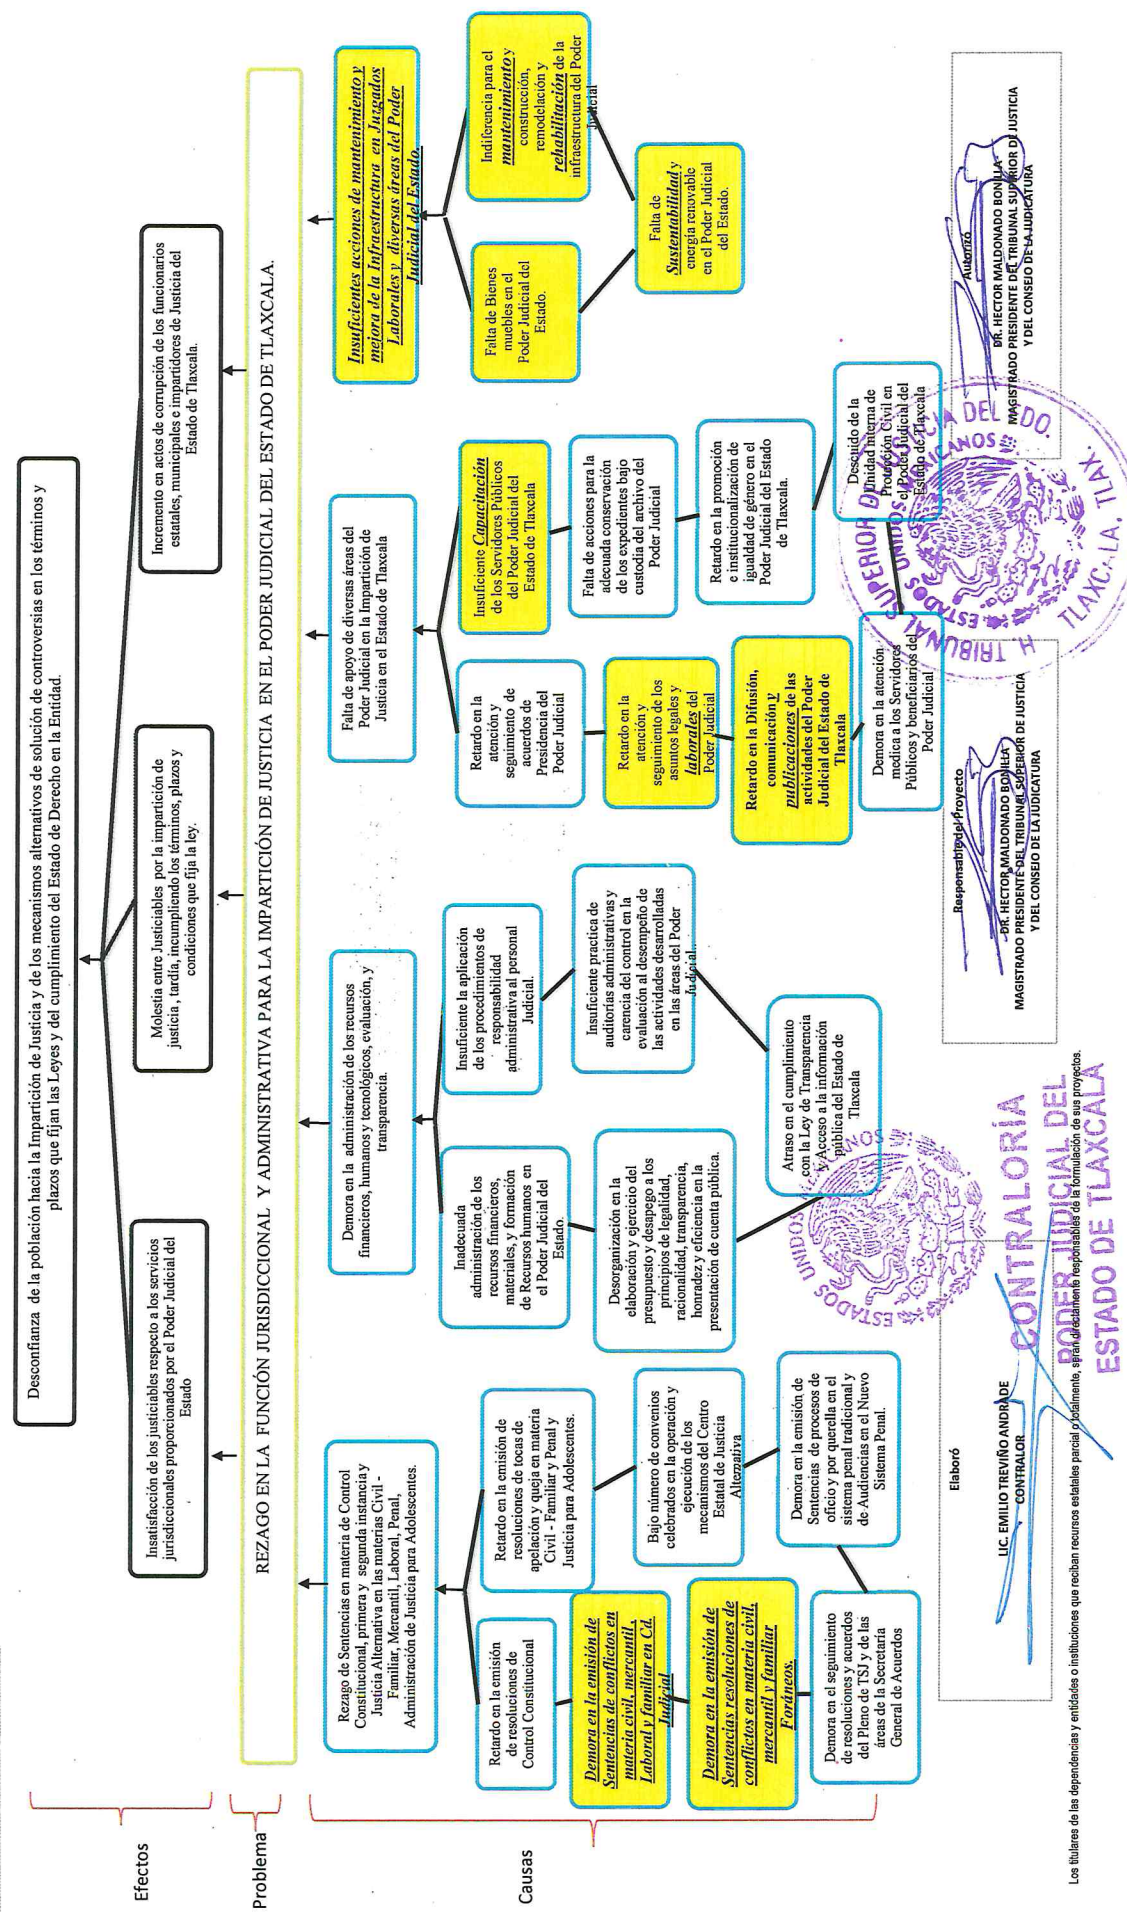 Efectos
Desconfianza de la población hacia la Impartición de Justicia y de los mecanismos alternativos de solución de controversias en los términos y
plazos que fijan las Leyes y del cumplimiento del Estado de Derecho en la Entidad.
Insatisfacción de los justiciables respecto a los servicios
jurisdiccionales proporcionados por el Poder Judicial del
Estado
Molestia entre Justiciables por la impartición de
justicia, tardía, incumpliendo los términos, plazos y
condiciones que fija la ley.
Incremento en actos de corrupción de los funcionarios
estatales, municipales e impartidores de Justicia del
Estado de Tlaxcala.
Problema
REZAGO EN LA FUNCIÓN JURISDICCIONAL Y ADMINISTRATIVA PARA LA IMPARTICIÓN DE JUSTICIA EN EL PODER JUDICIAL DEL ESTADO DE TLAXCALA.
Causas
Rezago de Sentencias en materia de Control
Constitucional, primera y segunda instancia y
Justicia Alternativa en las materias Civil -
Familiar, Mercantil, Laboral, Penal,
Administración de Justicia para Adolescentes.
Retardo en la emisión
de resoluciones de
Control Constitucional
Demora en la emisión de
Sentencias de conflictos en
materia civil, mercantil,
Laboral y familiar en Cd.
Judicial
Demora en la emisión de
Sentencias resoluciones de
conflictos en materia civil,
mercantil y familiar
Foráneos.
Demora en el seguimiento
de resoluciones y acuerdos
del Pleno de TSJ y de las
áreas de la Secretaría
General de Acuerdos
Retardo en la emisión de
resoluciones de tocas de
apelación y queja en materia
Civil - Familiar y Penal y
Justicia para Adolescentes.
Bajo número de convenios
celebrados en la operación y
ejecución de los
mecanismos del Centro
Estatal de Justicia
Alternativa
Demora en la emisión de
Sentencias de procesos de
oficio y por querella en el
sistema penal tradicional y
de Audiencias en el Nuevo
Sistema Penal.
Demora en la administración de los recursos
financieros, humanos y tecnológicos, evaluación, y
transparencia.
Inadecuada
administración de los
recursos financieros,
materiales, y formación
de Recursos humanos en
el Poder Judicial del
Estado.
Desorganización en la
elaboración y ejercicio del
presupuesto y desapego a los
principios de legalidad,
racionalidad, transparencia,
honradez y eficiencia en la
presentación de cuenta pública.
Insuficiente la aplicación
de los procedimientos de
responsabilidad
administrativa al personal
Judicial.
Insuficiente practica de
auditorías administrativas y
carencia del control en la
evaluación al desempeño de
las actividades desarrolladas
en las áreas del Poder
Judicial.
Atraso en el cumplimiento
con la Ley de Transparencia
y Acceso a la información
pública del Estado de
Tlaxcala
Falta de apoyo de diversas áreas del
Poder Judicial en la Impartición de
Justicia en el Estado de Tlaxcala
Retardo en la
atención y
seguimiento de
acuerdos de
Presidencia del
Poder Judicial
Retardo en la
atención y
seguimiento de los
asuntos legales y
laborales del
Poder Judicial
Retardo en la Difusión,
comunicación y
publicaciones de las
actividades del Poder
Judicial del Estado de
Tlaxcala
Demora en la atención
medica a los Servidores
Públicos y beneficiarios del
Poder Judicial
Insuficiente Capacitación
de los Servidores Públicos
del Poder Judicial del
Estado de Tlaxcala
Falta de acciones para la
adecuada conservación
de los expedientes bajo
custodia del archivo del
Poder Judicial
Retardo en la promoción
e institucionalización de
igualdad de género en el
Poder Judicial del Estado
de Tlaxcala.
Descuido de la
Unidad interna de
Protección Civil en
el Poder Judicial del
Estado de Tlaxcala
Insuficientes acciones de mantenimiento y
mejora de la Infraestructura en Juzgados
Laborales y diversas áreas del Poder
Judicial del Estado.
Falta de Bienes
muebles en el
Poder Judicial del
Estado.
Indiferencia para el
mantenimiento y
construcción,
remodelación y
rehabilitación de la
infraestructura del Poder
Judicial
Falta de
Sustentabilidad y
energía renovable
en el Poder Judicial
del Estado.
Elaboró
LIC. EMILIO TREVIÑO ANDRADE
CONTRALOR
ESTADOS UNIDOS MEXICANOS
CONTRALORÍA
PODER JUDICIAL DEL
ESTADO DE TLAXCALA
Responsable del Proyecto
DR. HECTOR MALDONADO BONILLA
MAGISTRADO PRESIDENTE DEL TRIBUNAL SUPERIOR DE JUSTICIA
Y DEL CONSEJO DE LA JUDICATURA
H. TRIBUNAL SUPERIOR DE JUSTICIA DEL EDO.
ESTADOS UNIDOS MEXICANOS
TLAXCALA, TLAX.
Autorizó
DR. HECTOR MALDONADO BONILLA
MAGISTRADO PRESIDENTE DEL TRIBUNAL SUPERIOR DE JUSTICIA
Y DEL CONSEJO DE LA JUDICATURA
Los titulares de las dependencias y entidades o instituciones que reciban recursos estatales parcial o totalmente, serán directamente responsables de la formulación de sus proyectos.